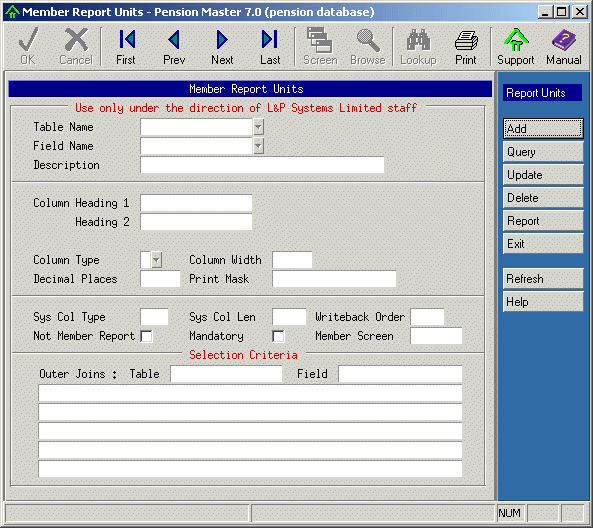 Member Report Units - Pension Master 7.0 (pension database)
OK Cancel First Prev Next Last Screen Browse Lookup Print Support Manual
Member Report Units
Use only under the direction of L&P Systems Limited staff
Table Name
Field Name
Description
Column Heading 1
Heading 2
Column Type Column Width
Decimal Places Print Mask
Sys Col Type Sys Col Len Writeback Order
Not Member Report Mandatory Member Screen
Selection Criteria
Outer Joins : Table Field
Report Units
Add
Query
Update
Delete
Report
Exit
Refresh
Help
NUM